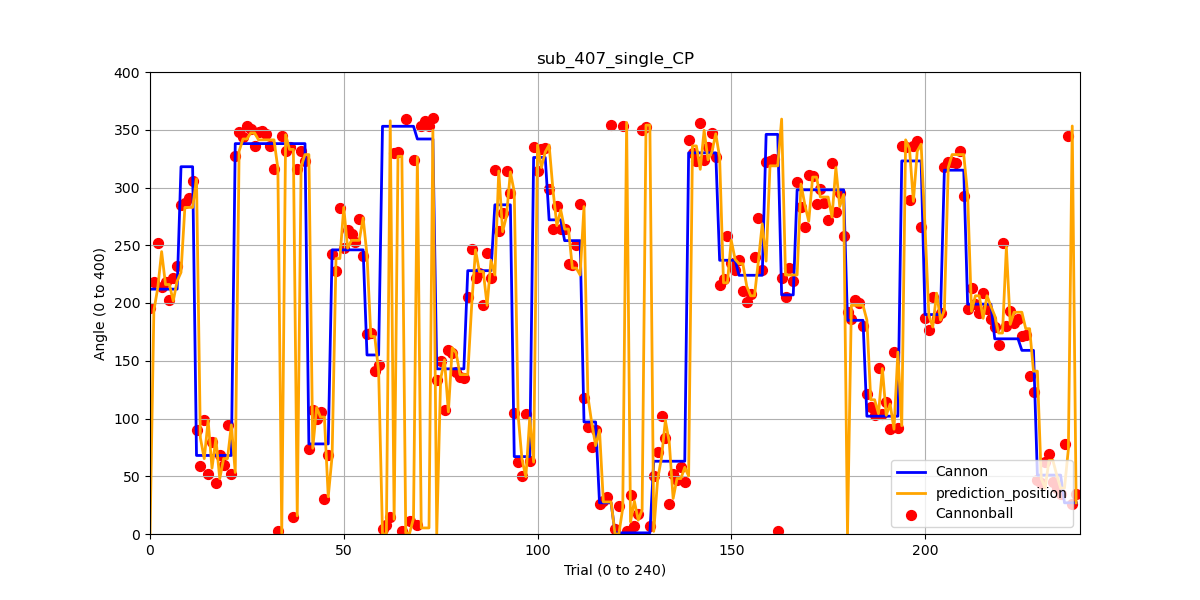 sub_407_single_CP
400
350
300
250
200
150
100
50
0
Angle (0 to 400)
0
50
100
150
200
Trial (0 to 240)
Cannon
prediction_position
Cannonball